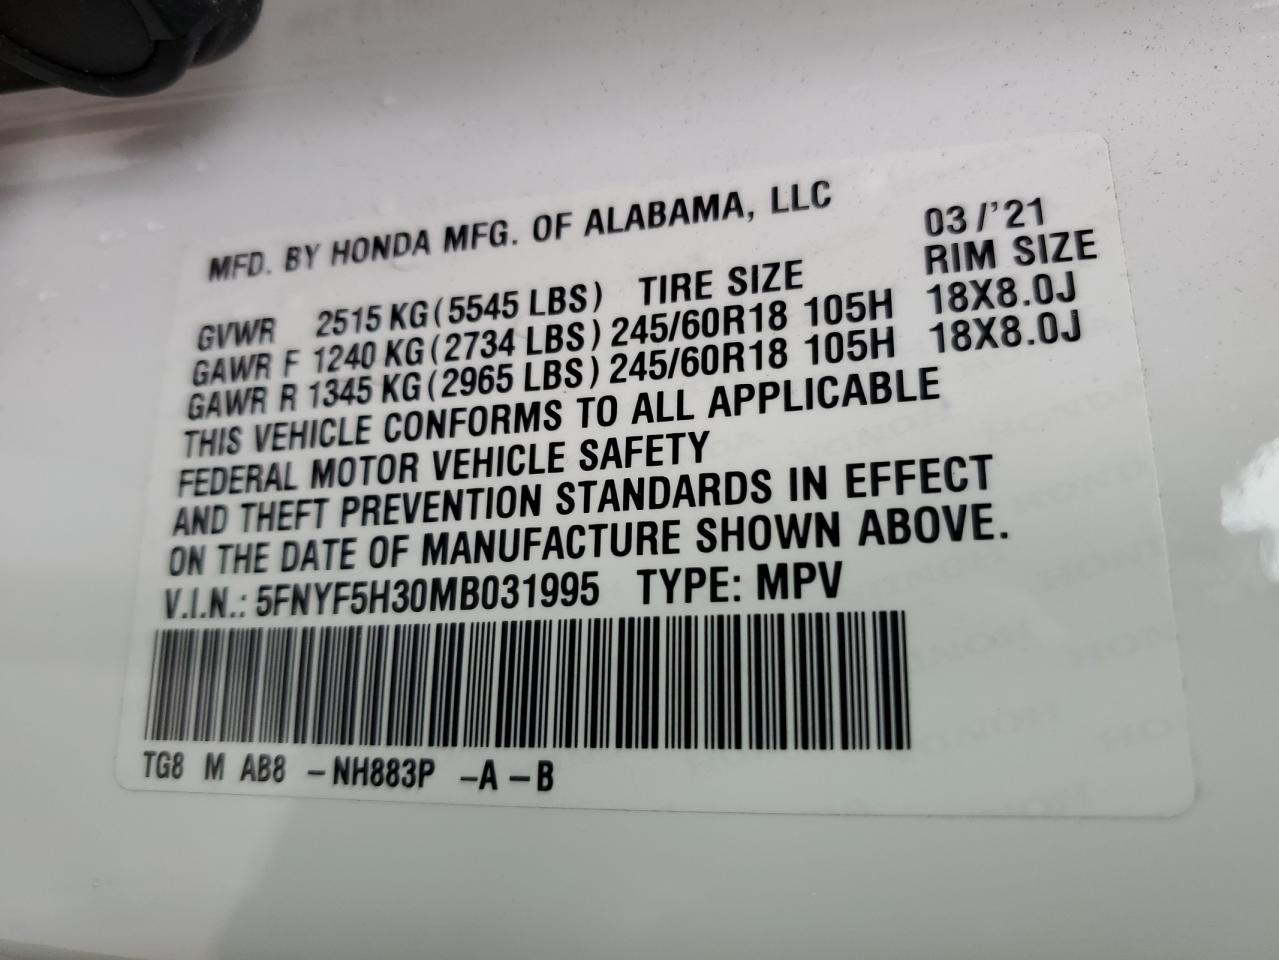 MFD. BY HONDA MFG. OF ALABAMA, LLC 03/'21
GVWR 2515 KG (5545 LBS) TIRE SIZE RIM SIZE
GAWR F 1240 KG (2734 LBS) 245/60R18 105H 18X8.0J
GAWR R 1345 KG (2965 LBS) 245/60R18 105H 18X8.0J
THIS VEHICLE CONFORMS TO ALL APPLICABLE
FEDERAL MOTOR VEHICLE SAFETY
AND THEFT PREVENTION STANDARDS IN EFFECT
ON THE DATE OF MANUFACTURE SHOWN ABOVE.
V.I.N.: 5FNYF5H30MB031995 TYPE: MPV
TG8 M AB8 -NH883P -A -B